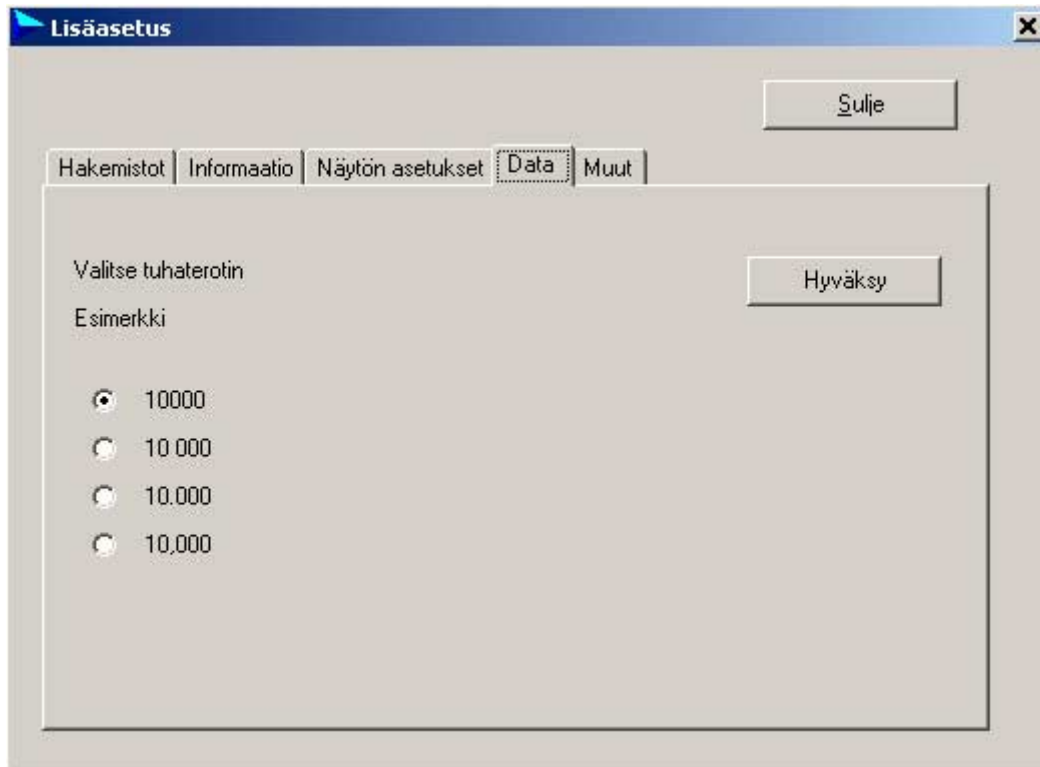 Lisäasetus
Sulje
Hakemistot Informaatio Näytön asetukset Data Muut
Valitse tuhaterotin
Hyväksy
Esimerkki
10000
10 000
10.000
10,000